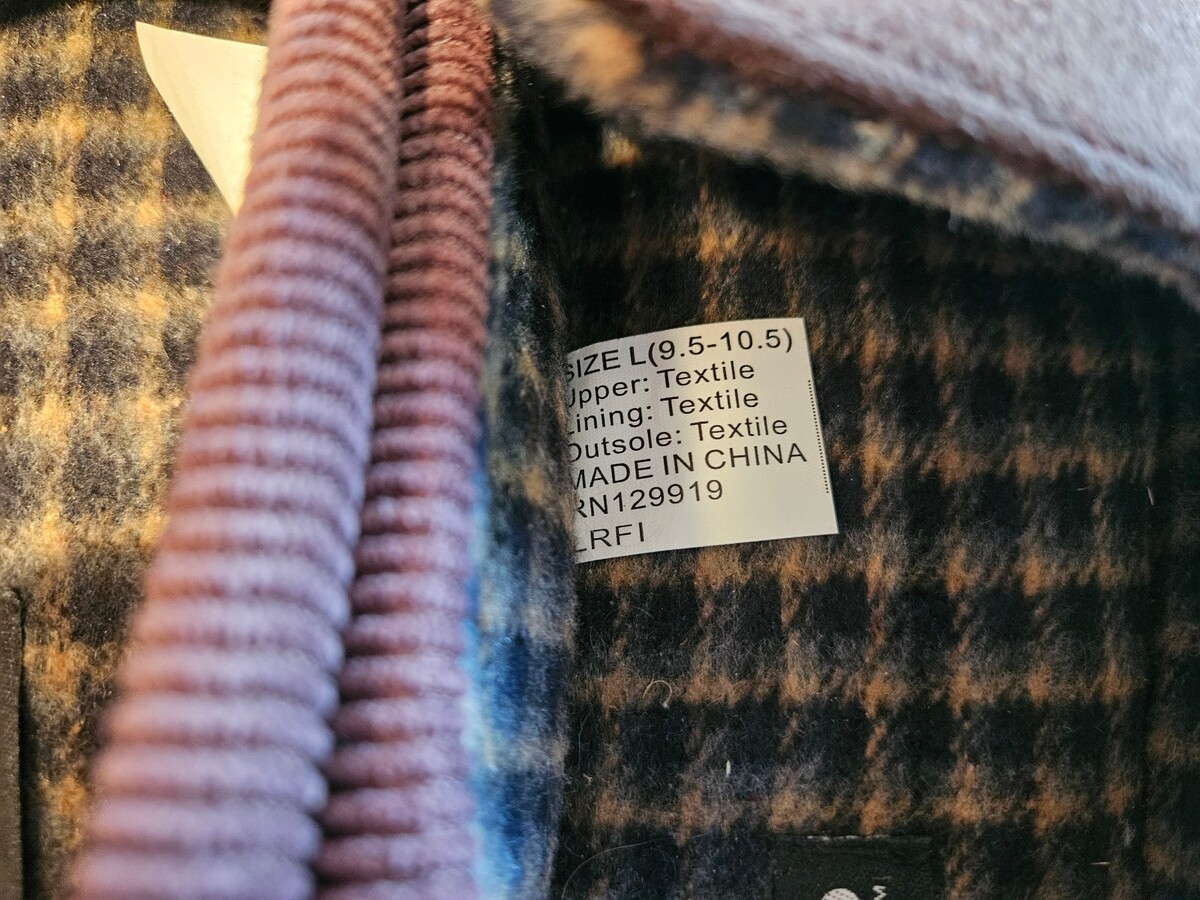 SIZE L(9.5-10.5)
Upper: Textile
Lining: Textile
Outsole: Textile
MADE IN CHINA
RN129919
LRFI